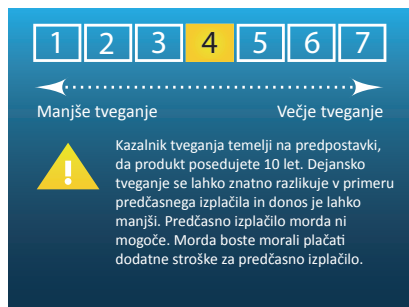 1 2 3 4 5 6 7
Manjše tveganje Večje tveganje
Kazalnik tveganja temelji na predpostavki,
da produkt posedujete 10 let. Dejansko
tveganje se lahko znatno razlikuje v primeru
predčasnega izplačila in donos je lahko
manjši. Predčasno izplačilo morda ni
mogoče. Morda boste morali plačati
dodatne stroške za predčasno izplačilo.